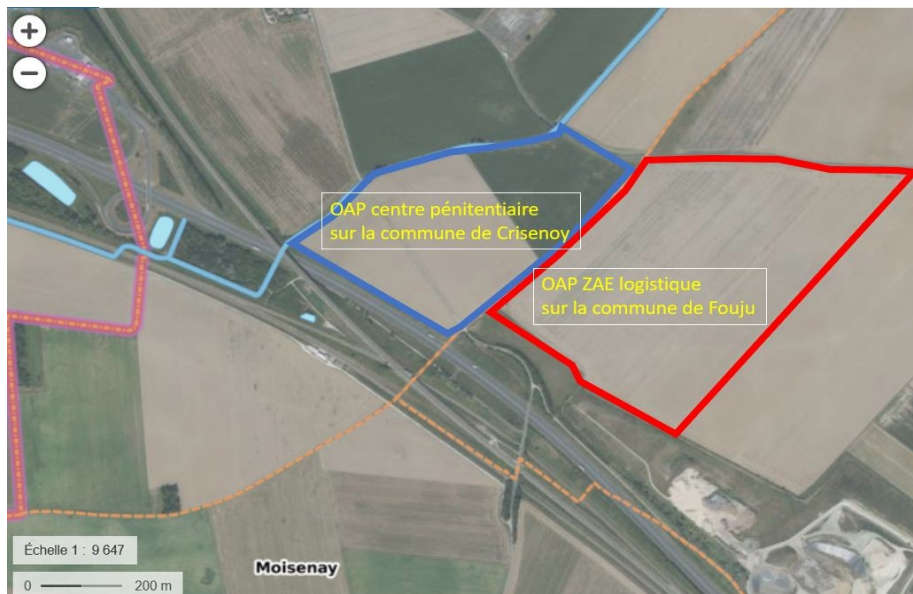 +
−
OAP centre pénitentiaire
sur la commune de Crisenoy
OAP ZAE logistique
sur la commune de Fouju
Échelle 1 : 9 647
Moisenay
0 200 m